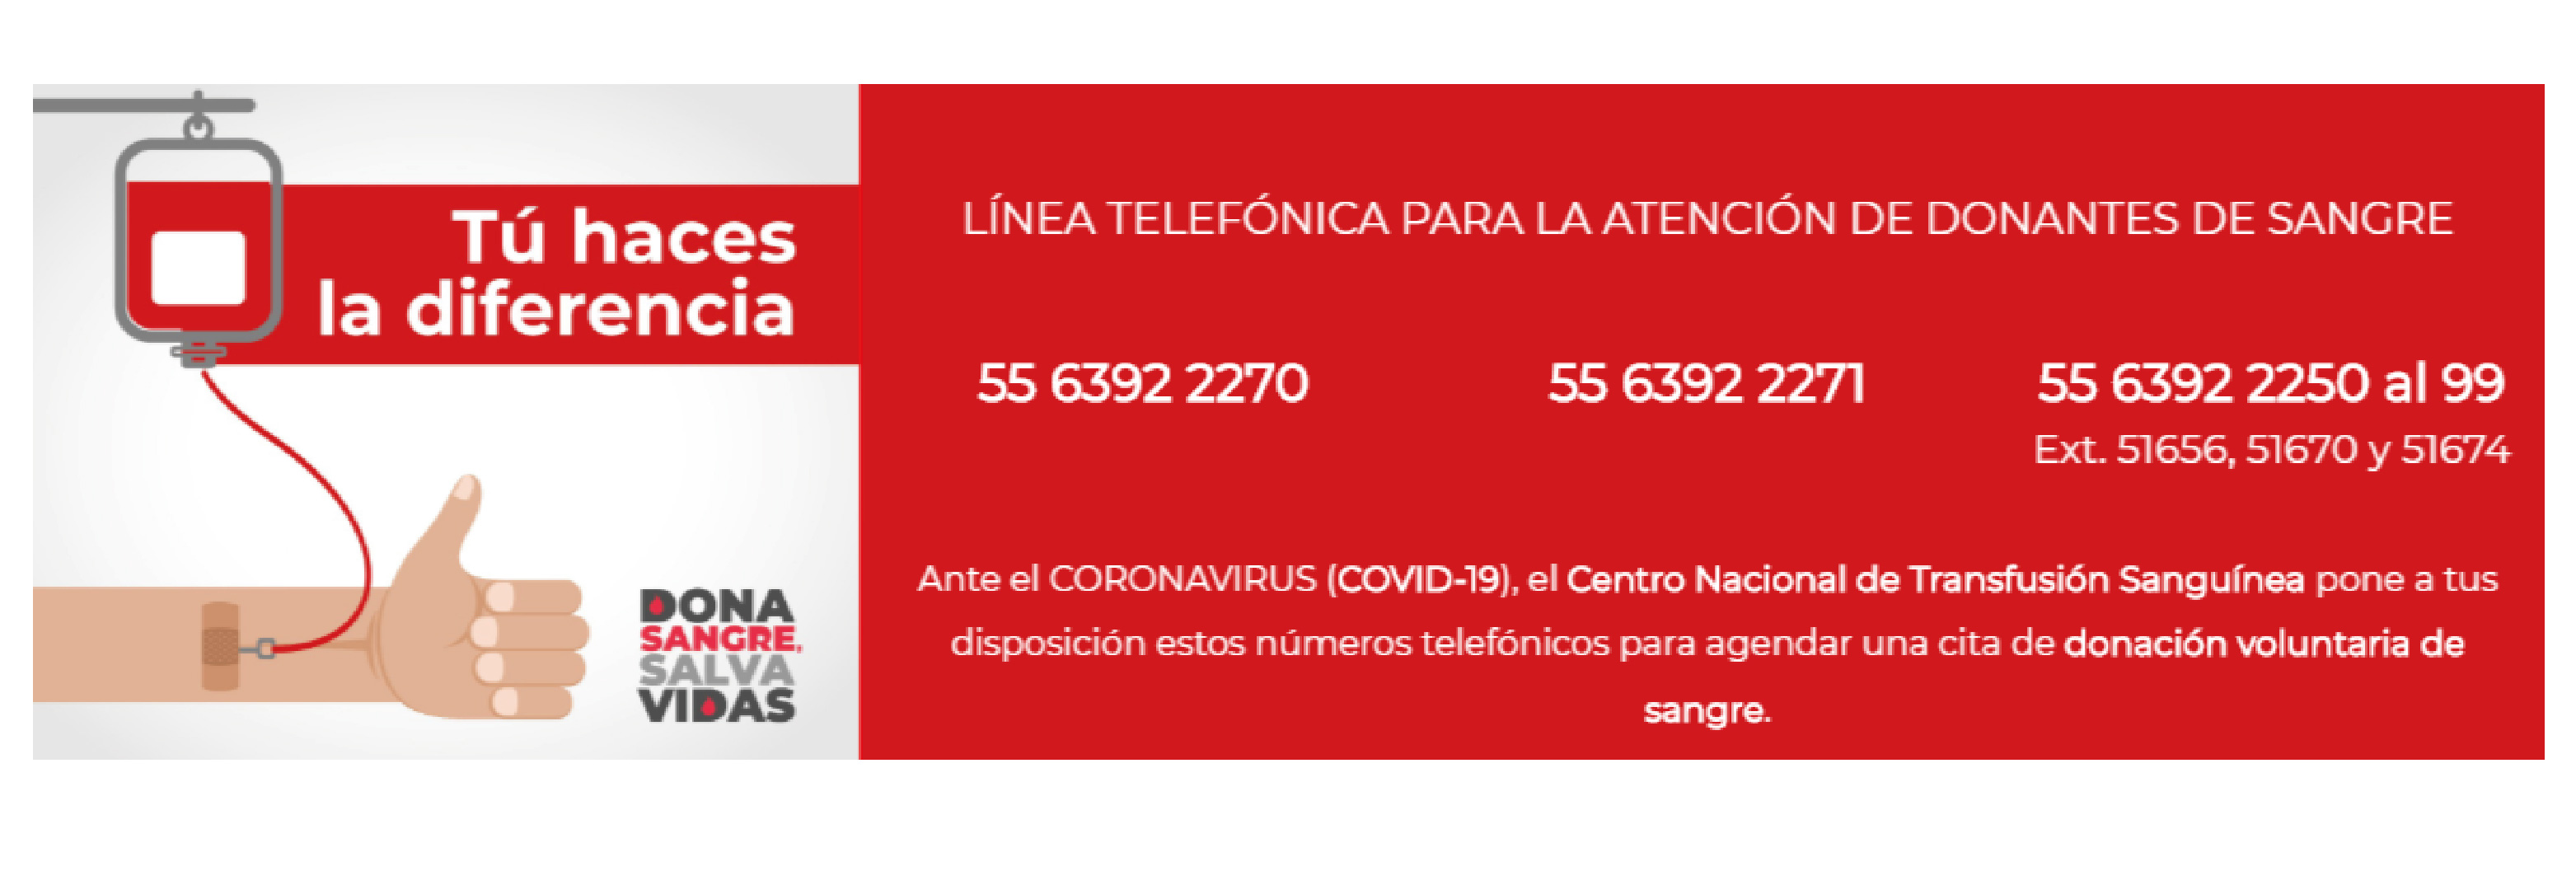 Tú haces
la diferencia
DONA
SANGRE,
SALVA
VIDAS
LÍNEA TELEFÓNICA PARA LA ATENCIÓN DE DONANTES DE SANGRE
55 6392 2270
55 6392 2271
55 6392 2250 al 99
Ext. 51656, 51670 y 51674
Ante el CORONAVIRUS (COVID-19), el Centro Nacional de Transfusión Sanguínea pone a tus
disposición estos números telefónicos para agendar una cita de donación voluntaria de
sangre.